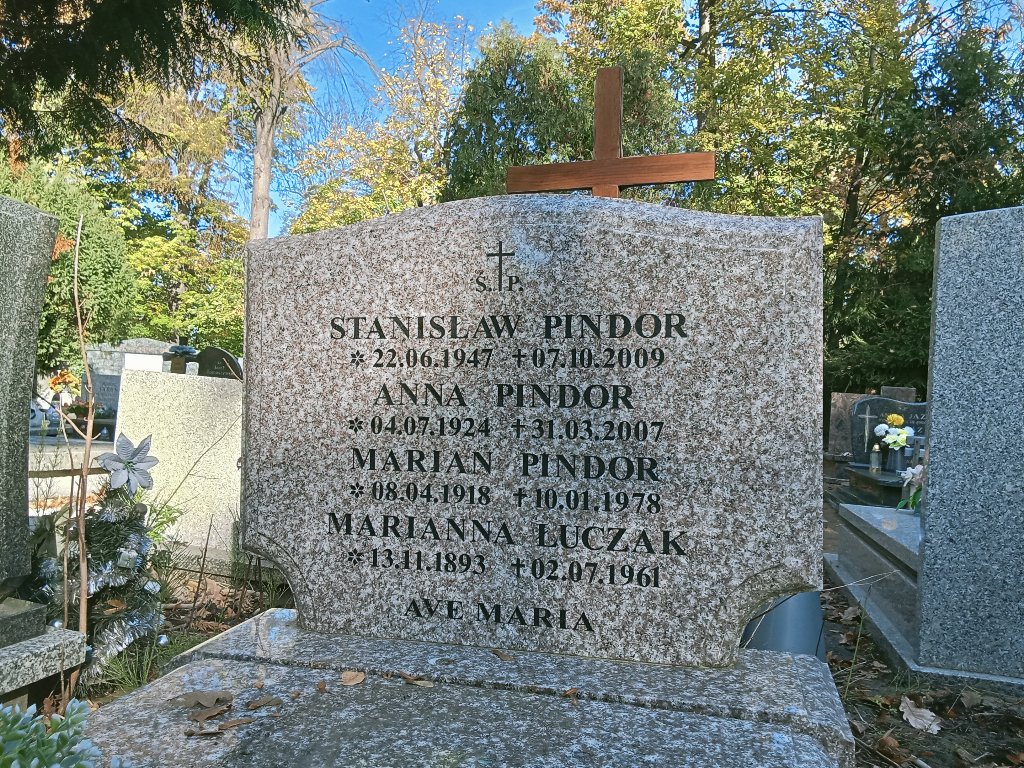 Ś. P.
STANISŁAW PINDOR
* 22.06.1947 † 07.10.2009
ANNA PINDOR
* 04.07.1924 † 31.03.2007
MARIAN PINDOR
* 08.04.1918 † 10.01.1978
MARIANNA ŁUCZAK
* 13.11.1893 † 02.07.1961
AVE MARIA